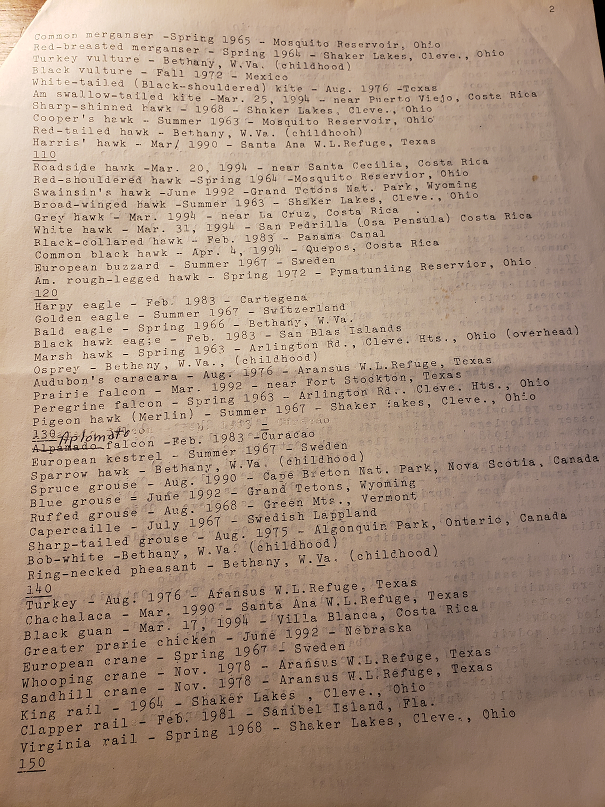 2
Common merganser -Spring 1965 - Mosquito Reservoir, Ohio
Red-breasted merganser - Spring 1964 - Shaker Lakes, Cleve., Ohio
Turkey vulture - Bethany, W.Va. (childhood)
Black vulture - Fall 1972 - Mexico
White-tailed (Black-shouldered) kite - Aug. 1976 -Texas
Am swallow-tailed kite -Mar. 25, 1994 - near Puerto Viejo, Costa Rica
Sharp-shinned hawk - 1968 - Shaker Lakes, Cleve., Ohio
Cooper's hawk - Summer 1963 - Mosquito Reservoir, Ohio
Red-tailed hawk - Bethany, W.Va. (childhooh)
Harris' hawk - Mar/ 1990 - Santa Ana W.L.Refuge, Texas
110
Roadside hawk -Mar. 20, 1994 - near Santa Cecilia, Costa Rica
Red-shouldered hawk -Spring 1964 -Mosquito Reservior, Ohio
Swainsin's hawk -June 1992 -Grand Tetons Nat. Park, Wyoming
Broad-winged hawk -Summer 1963 - Shaker Lakes, Cleve., Ohio
Grey hawk - Mar. 1994 - near La Cruz, Costa Rica
White hawk - Mar. 31, 1994 - San Pedrilla (Osa Pensula) Costa Rica
Black-collared hawk - Feb. 1983 - Panama Canal
Common black hawk - Apr. 4, 1994 - Quepos, Costa Rica
European buzzard - Summer 1967 - Sweden
Am. rough-legged hawk - Spring 1972 - Pymatuning Reservior, Ohio
120
Harpy eagle - Feb. 1983 - Cartegena
Golden eagle - Summer 1967 - Switzerland
Bald eagle - Spring 1966 - Bethany, W.Va.
Black hawk eagle - Feb. 1983 - San Blas Islands
Marsh hawk - Spring 1963 - Arlington Rd., Cleve. Hts., Ohio (overhead)
Osprey - Bethany, W.Va., (childhood)
Audubon's caracara - Aug. 1976 - Aransus W.L.Refuge, Texas
Prairie falcon - Mar. 1992 - near Fort Stockton, Texas
Peregrine falcon - Spring 1963 - Arlington Rd.. Cleve. Hts., Ohio
Pigeon hawk (Merlin) - Summer 1967 - Shaker Lakes, Cleve., Ohio
130 Aplomato
falcon -Feb. 1983 -Curacao
European kestrel - Summer 1967 - Sweden
Sparrow hawk - Bethany, W.Va. (childhood)
Spruce grouse - Aug. 1990 - Cape Breton Nat. Park, Nova Scotia, Canada
Blue grouse = June 1992 - Grand Tetons, Wyoming
Ruffed grouse - Aug. 1968 - Green Mts., Vermont
Capercaille - July 1967 - Swedish Lappland
Sharp-tailed grouse - Aug. 1975 - Algonquin Park, Ontario, Canada
Bob-white -Bethany, W.Va. (childhood)
Ring-necked pheasant - Bethany, W.Va. (childhood)
140
Turkey - Aug. 1976 - Aransus W.L.Refuge, Texas
Chachalaca - Mar. 1990 - Santa Ana W.L.Refuge, Texas
Black guan - Mar. 17, 1994 - Villa Blanca, Costa Rica
Greater prarie chicken - June 1992 - Nebraska
European crane - Spring 1967 - Sweden
Whooping crane - Nov. 1978 - Aransus W.L.Refuge, Texas
Sandhill crane - Nov. 1978 - Aransus W.L.Refuge, Texas
King rail - 1964 - Shaker Lakes , Cleve., Ohio
Clapper rail - Feb. 1981 - Sanibel Island, Fla.
Virginia rail - Spring 1968 - Shaker Lakes, Cleve., Ohio
150